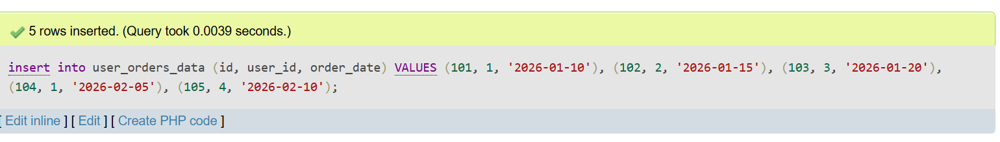 5 rows inserted. (Query took 0.0039 seconds.)
insert into user_orders_data (id, user_id, order_date) VALUES (101, 1, '2026-01-10'), (102, 2, '2026-01-15'), (103, 3, '2026-01-20'),
(104, 1, '2026-02-05'), (105, 4, '2026-02-10');
[ Edit inline ] [ Edit ] [ Create PHP code ]